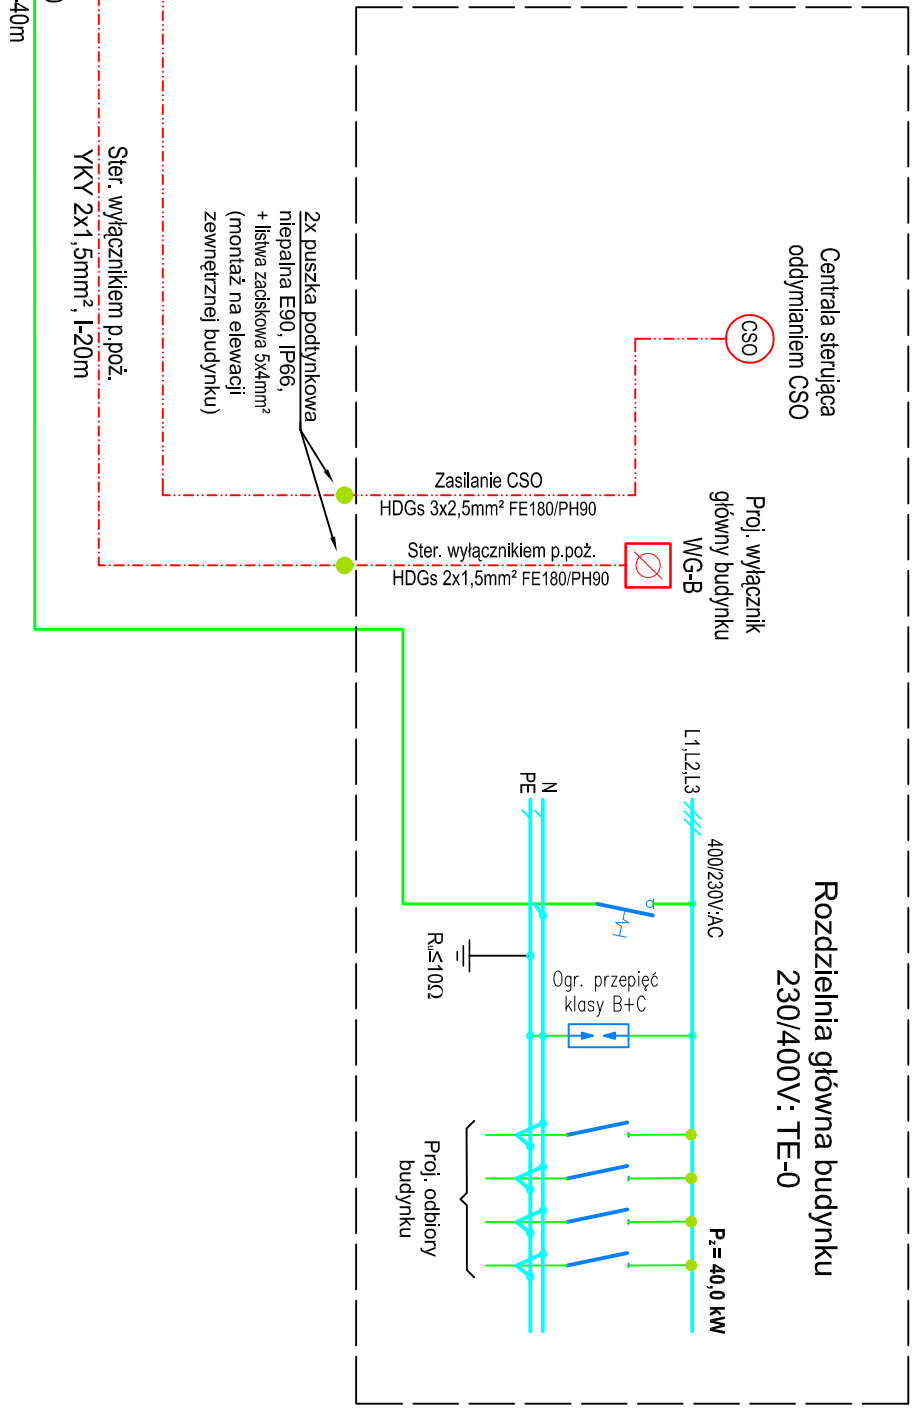 )
40m
Ster. wyłącznikiem p.poż.
YKY 2x1,5mm², l-20m
2x puszka podtynkowa
niepalna E90, IP66,
+ listwa zaciskowa 5x4mm²
(montaż na elewacji
zewnętrznej budynku)
Centrala sterująca
oddymianiem CSO
CSO
Zasilanie CSO
HDGs 3x2,5mm² FE180/PH90
Ster. wyłącznikiem p.poż.
HDGs 2x1,5mm² FE180/PH90
Proj. wyłącznik
główny budynku
WG-B
Rozdzielnia główna budynku
230/400V: TE-0
L1,L2,L3
400/230V:AC
N
PE
Ru≤10Ω
Ogr. przepięć
klasy B+C
Proj. odbiory
budynku
Pz= 40,0 kW